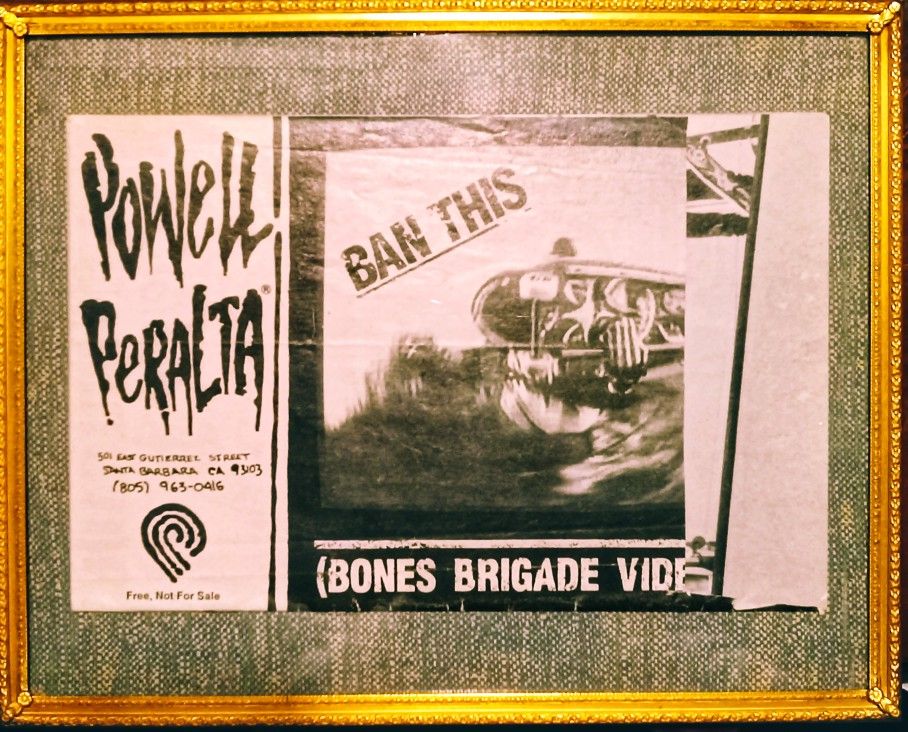 POWELL
PERALTA®
501 EAST GUTIERREZ STREET
SANTA BARBARA CA 93103
(805) 963-0416
Free, Not For Sale
BAN THIS
(BONES BRIGADE VIDE